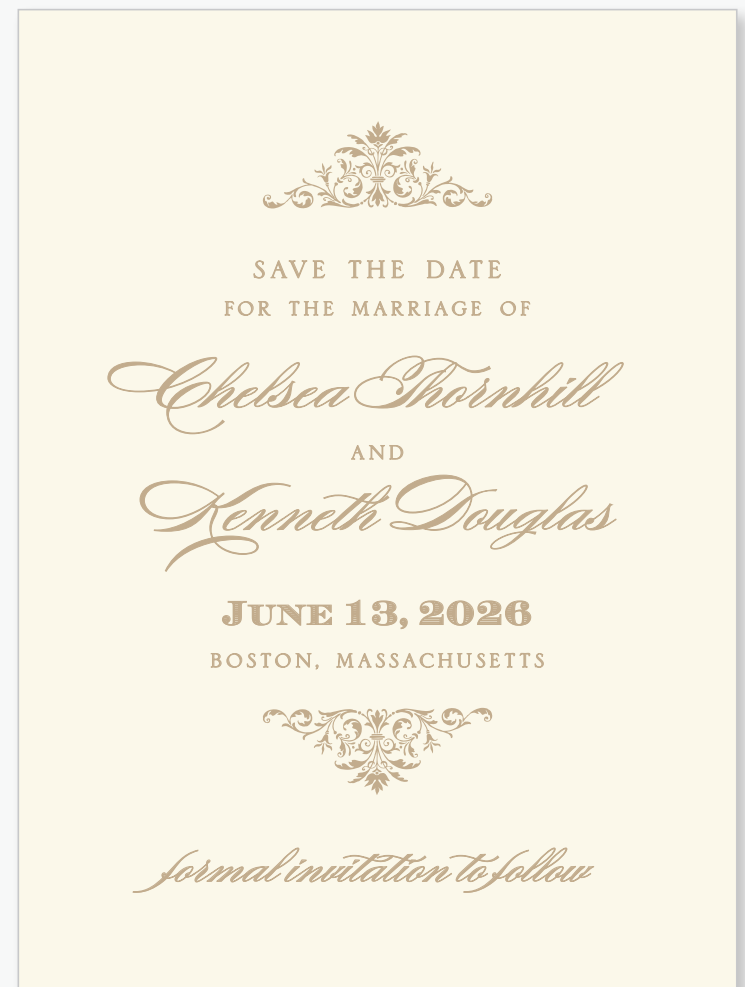 SAVE THE DATE
FOR THE MARRIAGE OF
Chelsea Thornhill
AND
Kenneth Douglas
JUNE 13, 2026
BOSTON, MASSACHUSETTS
formal invitation to follow